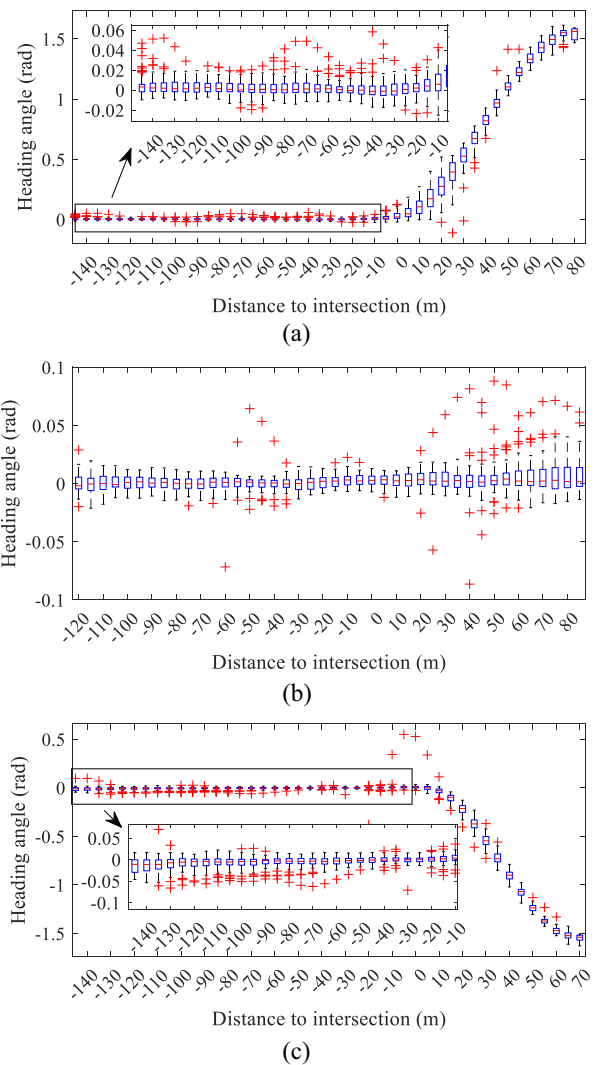 0.06
0.04
0.02
0
-0.01
-140 -130 -120 -110 -100 -90 -80 -70 -60 -50 -40 -30 -20 -10
1.5
1
0.5
0
Heading angle (rad)
-140 -130 -120 -110 -100 -90 -80 -70 -60 -50 -40 -30 -20 -10 0 10 20 30 40 50 60 70 80
Distance to intersection (m)
(a)
0.1
0.05
0
-0.05
-0.1
Heading angle (rad)
-120 -110 -100 -90 -80 -70 -60 -50 -40 -30 -20 -10 0 10 20 30 40 50 60 70 80
Distance to intersection (m)
(b)
0.5
0
-0.5
-1
-1.5
Heading angle (rad)
0.05
0
-0.05
-0.1
-140 -130 -120 -110 -100 -90 -80 -70 -60 -50 -40 -30 -20 -10
-140 -130 -120 -110 -100 -90 -80 -70 -60 -50 -40 -30 -20 -10 0 10 20 30 40 50 60 70
Distance to intersection (m)
(c)